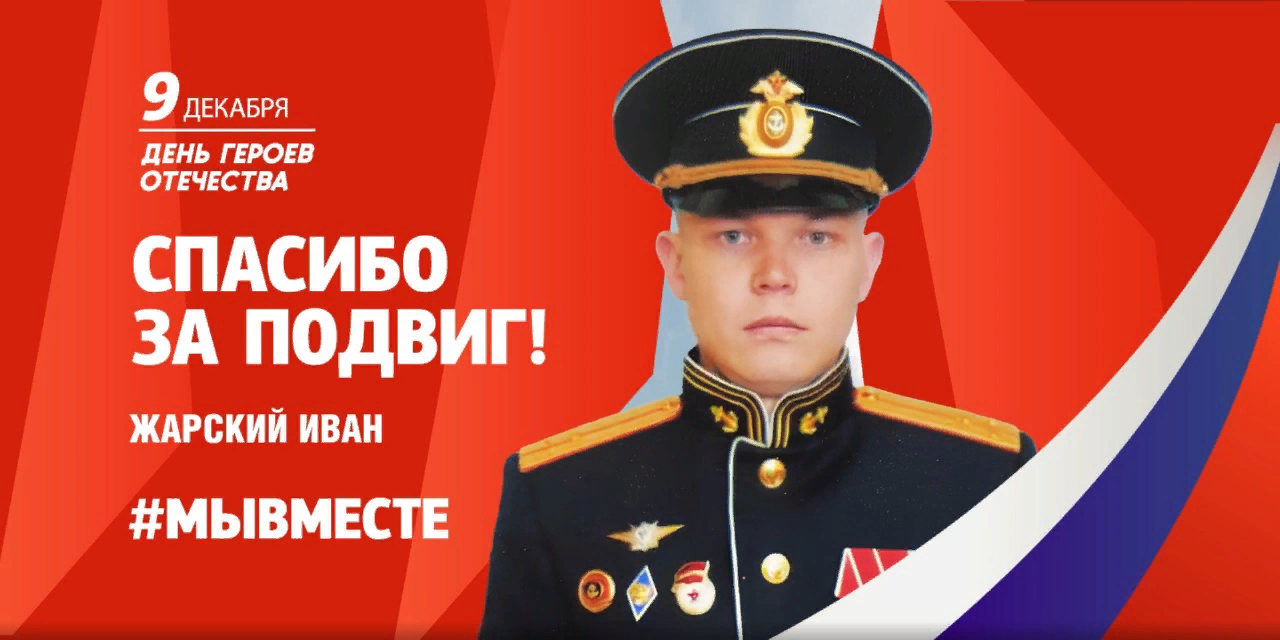 9 ДЕКАБРЯ
ДЕНЬ ГЕРОЕВ
ОТЕЧЕСТВА
СПАСИБО
ЗА ПОДВИГ!
ЖАРСКИЙ ИВАН
#МЫВМЕСТЕ